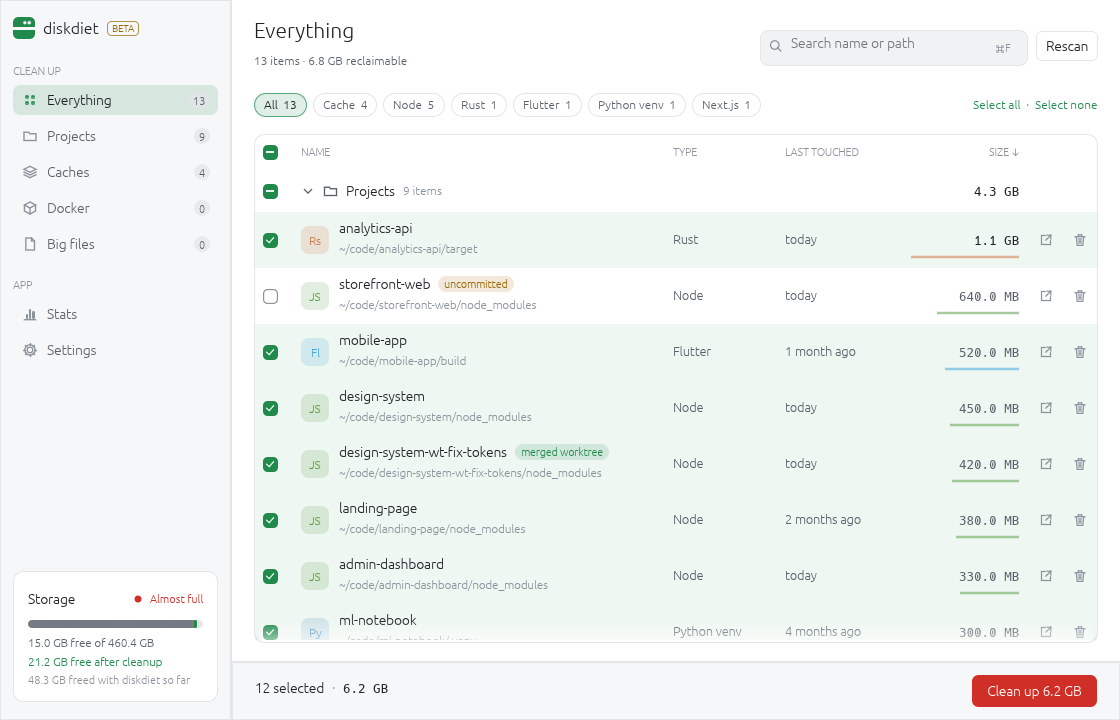 diskdiet BETA
CLEAN UP
Everything 13
Projects 9
Caches 4
Docker 0
Big files 0
APP
Stats
Settings
Storage Almost full
15.0 GB free of 460.4 GB
21.2 GB free after cleanup
48.3 GB freed with diskdiet so far
Everything
13 items · 6.8 GB reclaimable
Search name or path ⌘F
Rescan
All 13 Cache 4 Node 5 Rust 1 Flutter 1 Python venv 1 Next.js 1
Select all · Select none
NAME TYPE LAST TOUCHED SIZE ↓
Projects 9 items 4.3 GB
Rs analytics-api Rust today 1.1 GB
~/code/analytics-api/target
JS storefront-web uncommitted Node today 640.0 MB
~/code/storefront-web/node_modules
Fl mobile-app Flutter 1 month ago 520.0 MB
~/code/mobile-app/build
JS design-system Node today 450.0 MB
~/code/design-system/node_modules
JS design-system-wt-fix-tokens merged worktree Node today 420.0 MB
~/code/design-system-wt-fix-tokens/node_modules
JS landing-page Node 2 months ago 380.0 MB
~/code/landing-page/node_modules
JS admin-dashboard Node today 330.0 MB
~/code/admin-dashboard/node_modules
Py ml-notebook Python venv 4 months ago 300.0 MB
12 selected · 6.2 GB
Clean up 6.2 GB